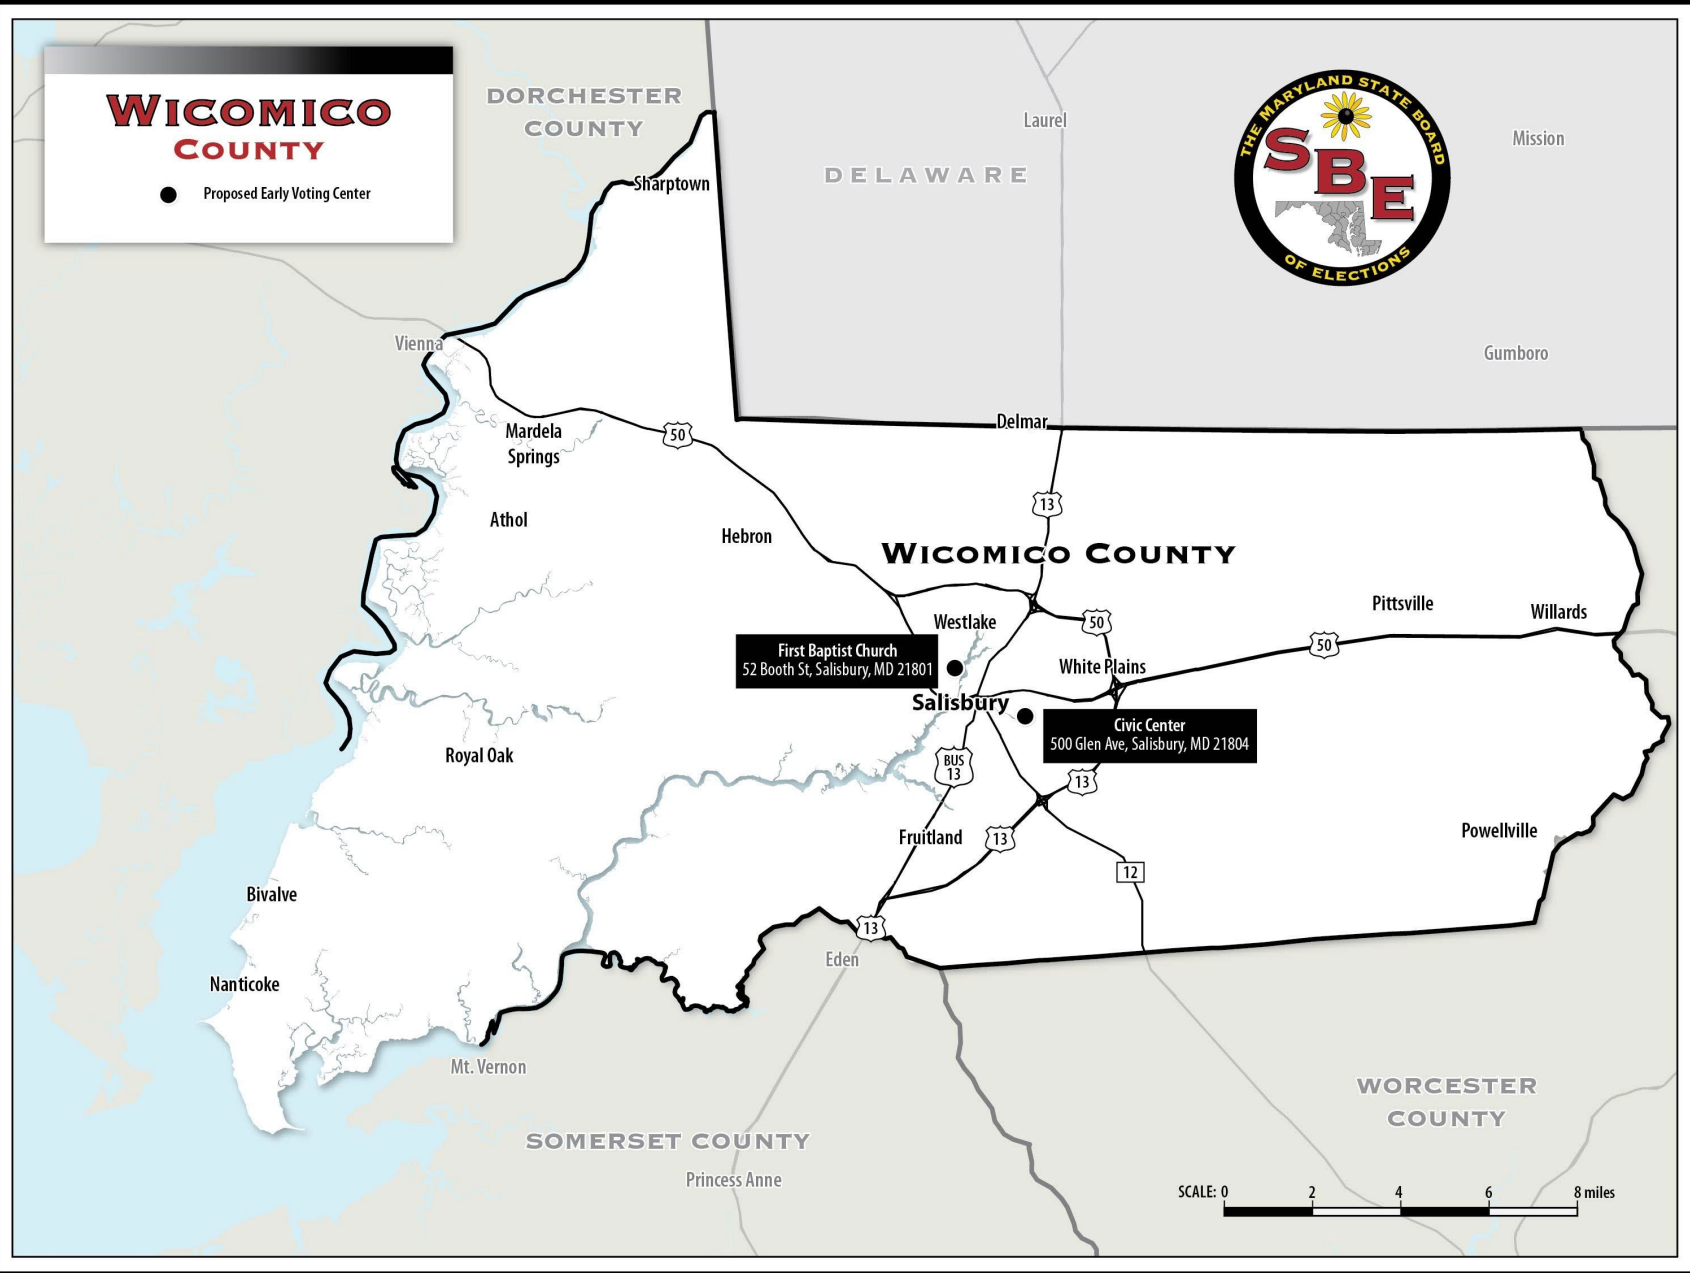 WICOMICO
COUNTY
Proposed Early Voting Center
DORCHESTER
COUNTY
DELAWARE
Laurel
THE MARYLAND STATE BOARD
SBE
OF ELECTIONS
Mission
Sharptown
Vienna
Gumboro
Delmar
Mardela
Springs
50
13
Athol
Hebron
WICOMICO COUNTY
Westlake
50
Pittsville
Willards
50
First Baptist Church
52 Booth St, Salisbury, MD 21801
White Plains
Salisbury
Civic Center
500 Glen Ave, Salisbury, MD 21804
Royal Oak
BUS
13
13
Fruitland
13
Powellville
12
Bivalve
13
Eden
Nanticoke
Mt. Vernon
WORCESTER
COUNTY
SOMERSET COUNTY
Princess Anne
SCALE: 0 2 4 6 8 miles